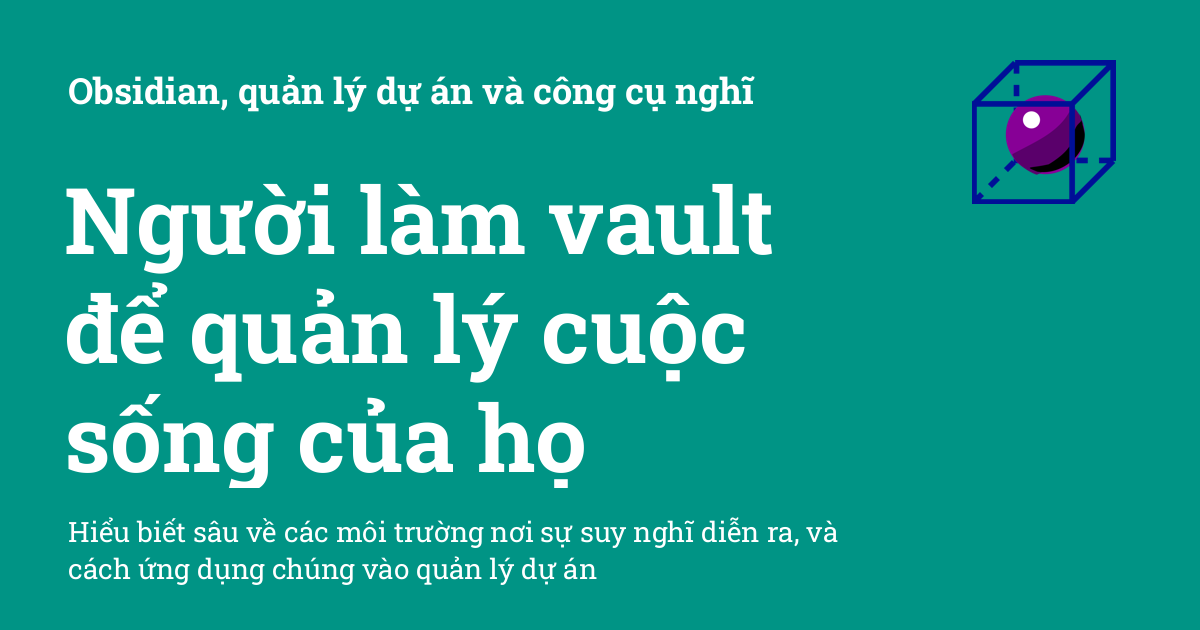 Obsidian, quản lý dự án và công cụ nghĩ
Người làm vault
để quản lý cuộc
sống của họ
Hiểu biết sâu về các môi trường nơi sự suy nghĩ diễn ra, và
cách ứng dụng chúng vào quản lý dự án